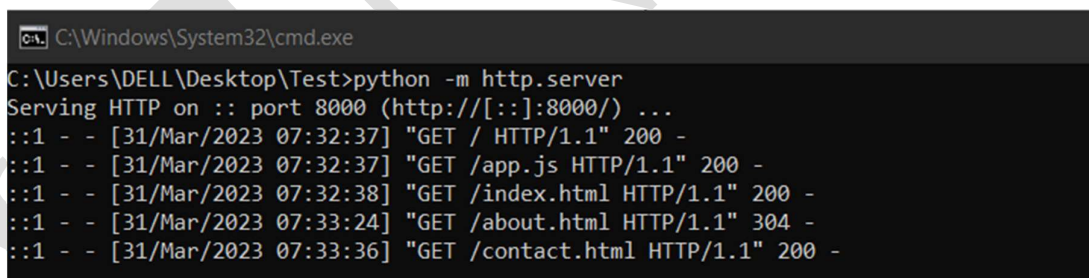 C:\Windows\System32\cmd.exe
C:\Users\DELL\Desktop\Test>python -m http.server
Serving HTTP on :: port 8000 (http://[::]:8000/) ...
::1 - - [31/Mar/2023 07:32:37] "GET / HTTP/1.1" 200 -
::1 - - [31/Mar/2023 07:32:37] "GET /app.js HTTP/1.1" 200 -
::1 - - [31/Mar/2023 07:32:38] "GET /index.html HTTP/1.1" 200 -
::1 - - [31/Mar/2023 07:33:24] "GET /about.html HTTP/1.1" 304 -
::1 - - [31/Mar/2023 07:33:36] "GET /contact.html HTTP/1.1" 200 -